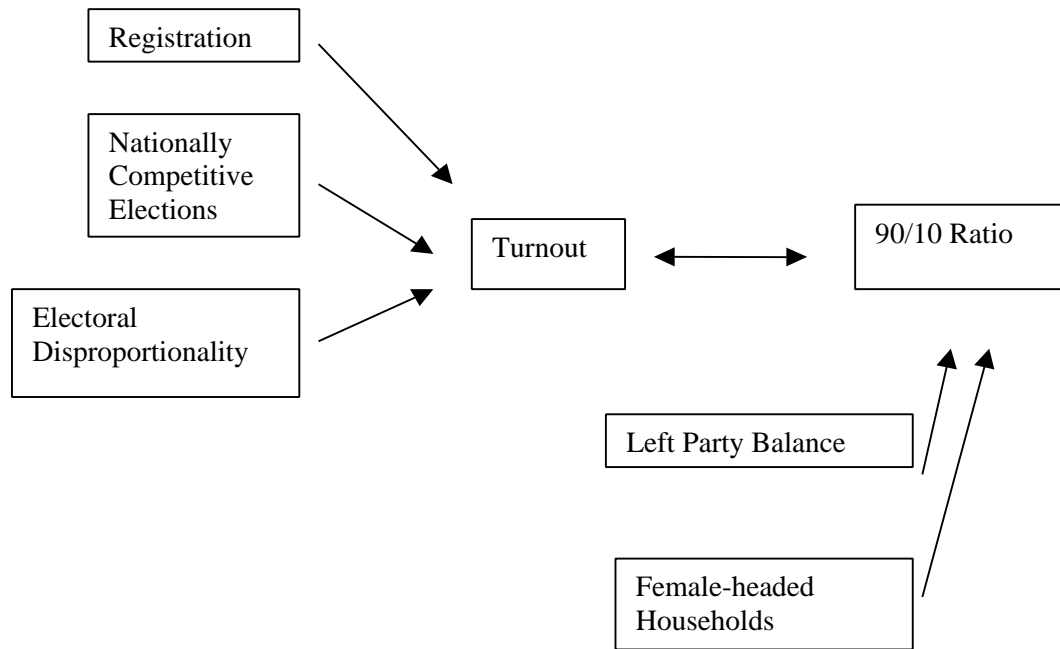 Registration
Nationally
Competitive
Elections
Turnout
90/10 Ratio
Electoral
Disproportionality
Left Party Balance
Female-headed
Households